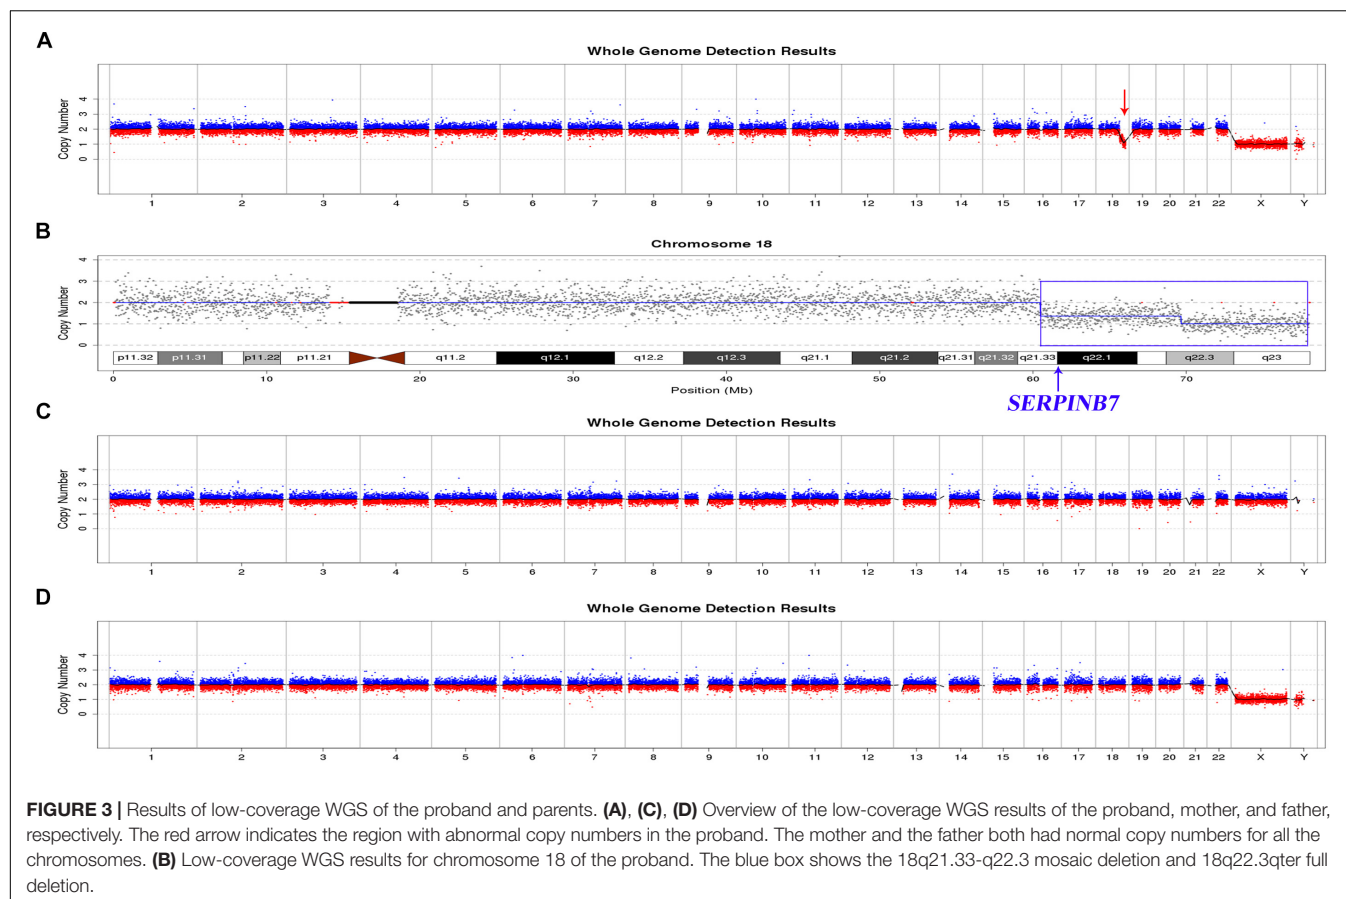 A
Whole Genome Detection Results
Copy Number
4
3
2
1
0
1 2 3 4 5 6 7 8 9 10 11 12 13 14 15 16 17 18 19 20 21 22 X Y
B
Chromosome 18
Copy Number
4
3
2
1
0
p11.32 p11.31 p11.22 p11.21 q11.2 q12.1 q12.2 q12.3 q21.1 q21.2 q21.31 q21.32 q21.33 q22.1 q22.3 q23
0 10 20 30 40 50 60 70
Position (Mb)
SERPINB7
C
Whole Genome Detection Results
Copy Number
4
3
2
1
0
1 2 3 4 5 6 7 8 9 10 11 12 13 14 15 16 17 18 19 20 21 22 X Y
D
Whole Genome Detection Results
Copy Number
4
3
2
1
0
1 2 3 4 5 6 7 8 9 10 11 12 13 14 15 16 17 18 19 20 21 22 X Y
FIGURE 3 | Results of low-coverage WGS of the proband and parents. (A), (C), (D) Overview of the low-coverage WGS results of the proband, mother, and father,
respectively. The red arrow indicates the region with abnormal copy numbers in the proband. The mother and the father both had normal copy numbers for all the
chromosomes. (B) Low-coverage WGS results for chromosome 18 of the proband. The blue box shows the 18q21.33-q22.3 mosaic deletion and 18q22.3qter full
deletion.